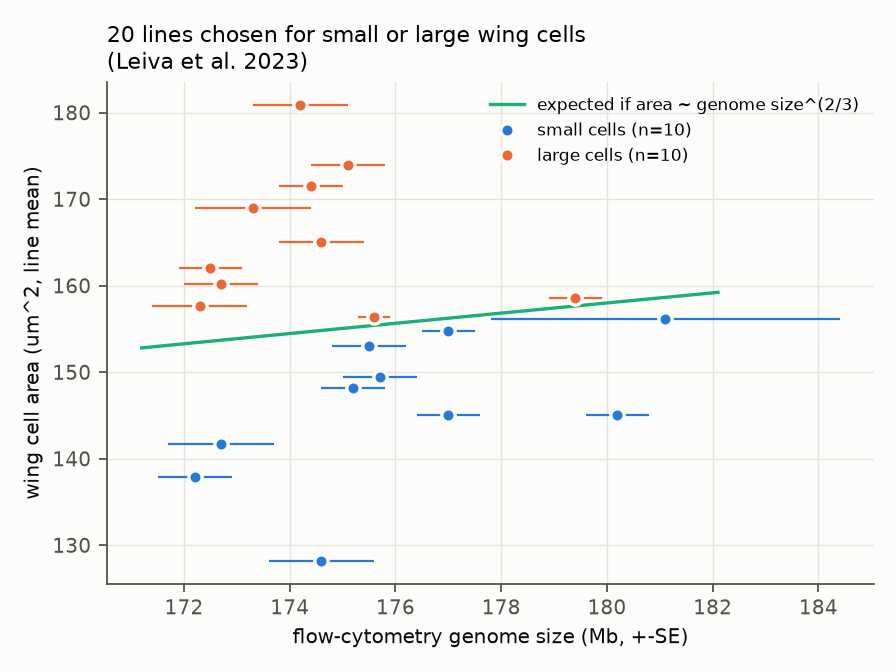 20 lines chosen for small or large wing cells
(Leiva et al. 2023)
expected if area ~ genome size^(2/3)
small cells (n=10)
large cells (n=10)
wing cell area (um^2, line mean)
180
170
160
150
140
130
172 174 176 178 180 182 184
flow-cytometry genome size (Mb, +-SE)